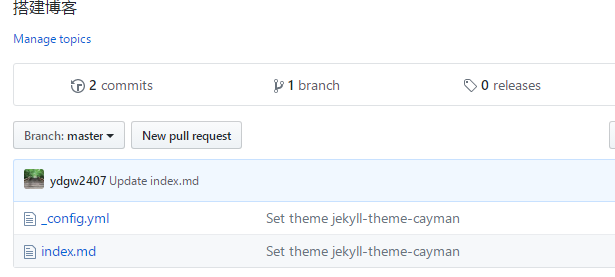 搭建博客
Manage topics
2 commits 1 branch 0 releases
Branch: master New pull request
ydgw2407 Update index.md
_config.yml Set theme jekyll-theme-cayman
index.md Set theme jekyll-theme-cayman